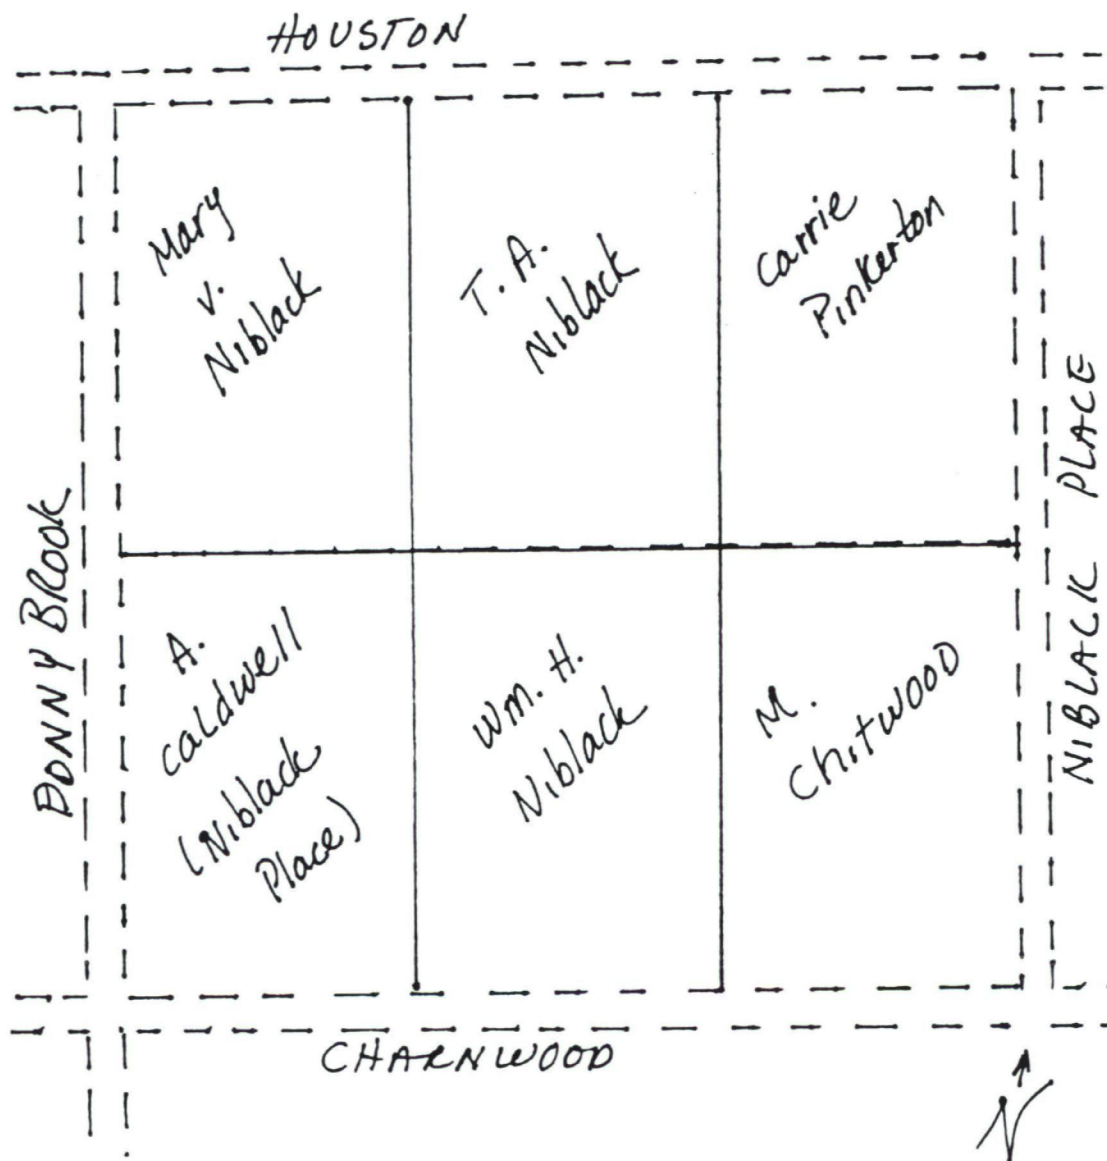 HOUSTON
Mary
V.
Niblack
T. A.
Niblack
Carrie
Pinkerton
DONNY BROOK
NIBLACK PLACE
A.
Caldwell
(Niblack
Place)
Wm. H.
Niblack
M.
Chitwood
CHARNWOOD
N